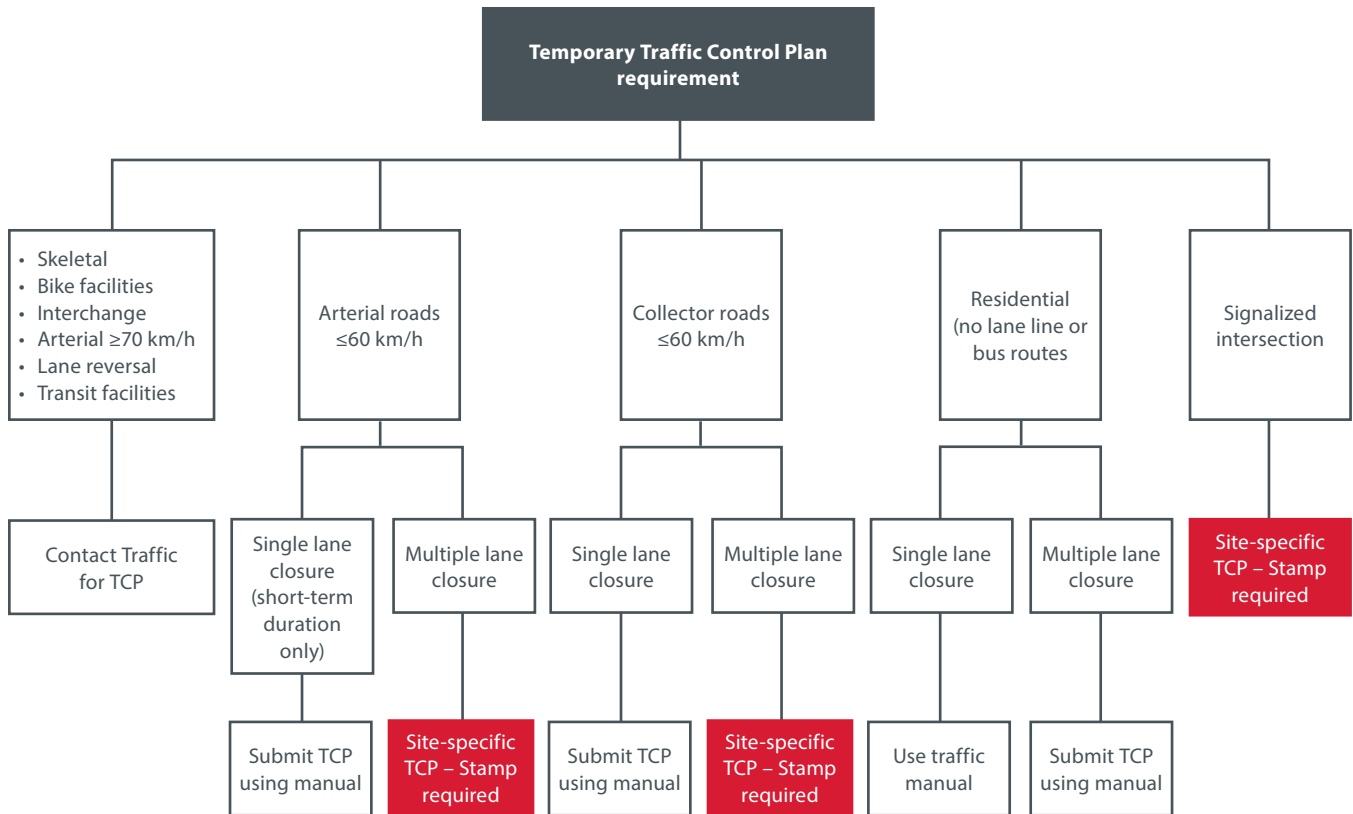 Temporary Traffic Control Plan
requirement
• Skeletal
• Bike facilities
• Interchange
• Arterial ≥70 km/h
• Lane reversal
• Transit facilities
Arterial roads
≤60 km/h
Collector roads
≤60 km/h
Residential
(no lane line or
bus routes
Signalized
intersection
Contact Traffic
for TCP
Single lane
closure
(short-term
duration
only)
Multiple lane
closure
Single lane
closure
Multiple lane
closure
Single lane
closure
Multiple lane
closure
Site-specific
TCP – Stamp
required
Submit TCP
using manual
Site-specific
TCP – Stamp
required
Submit TCP
using manual
Site-specific
TCP – Stamp
required
Use traffic
manual
Submit TCP
using manual